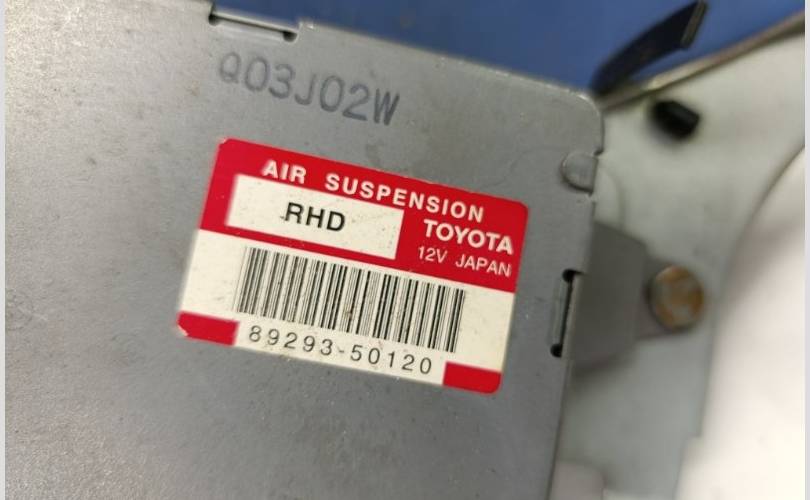 Q03J02W
AIR SUSPENSION
RHD
TOYOTA
12V JAPAN
89293-50120